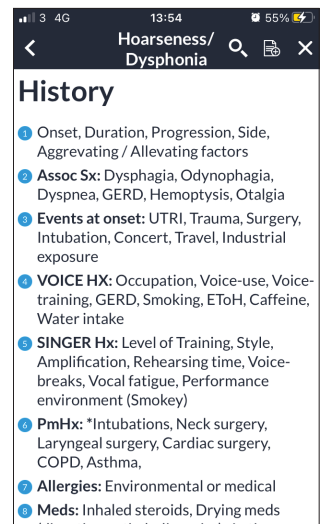 3 4G 13:54 55%
Hoarseness/
Dysphonia
History
1 Onset, Duration, Progression, Side,
Aggrevating / Allevating factors
2 Assoc Sx: Dysphagia, Odynophagia,
Dyspnea, GERD, Hemoptysis, Otalgia
3 Events at onset: UTRI, Trauma, Surgery,
Intubation, Concert, Travel, Industrial
exposure
4 VOICE HX: Occupation, Voice-use, Voice-
training, GERD, Smoking, EToH, Caffeine,
Water intake
5 SINGER Hx: Level of Training, Style,
Amplification, Rehearsing time, Voice-
breaks, Vocal fatigue, Performance
environment (Smokey)
6 PmHx: *Intubations, Neck surgery,
Laryngeal surgery, Cardiac surgery,
COPD, Asthma,
7 Allergies: Environmental or medical
8 Meds: Inhaled steroids, Drying meds